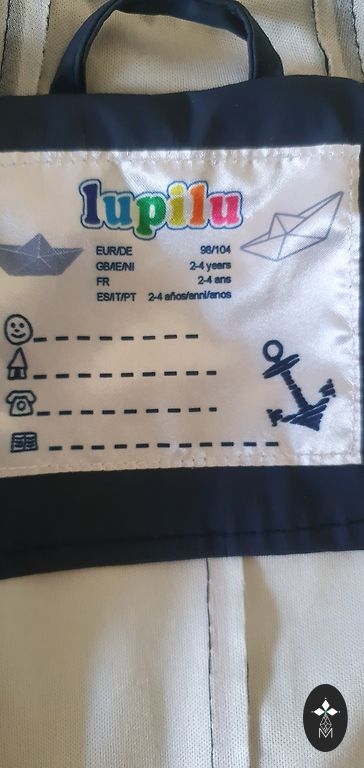 lupilu
EUR/DE 98/104
GB/IE/NI 2-4 years
FR 2-4 ans
ES/IT/PT 2-4 años/anni/anos
M